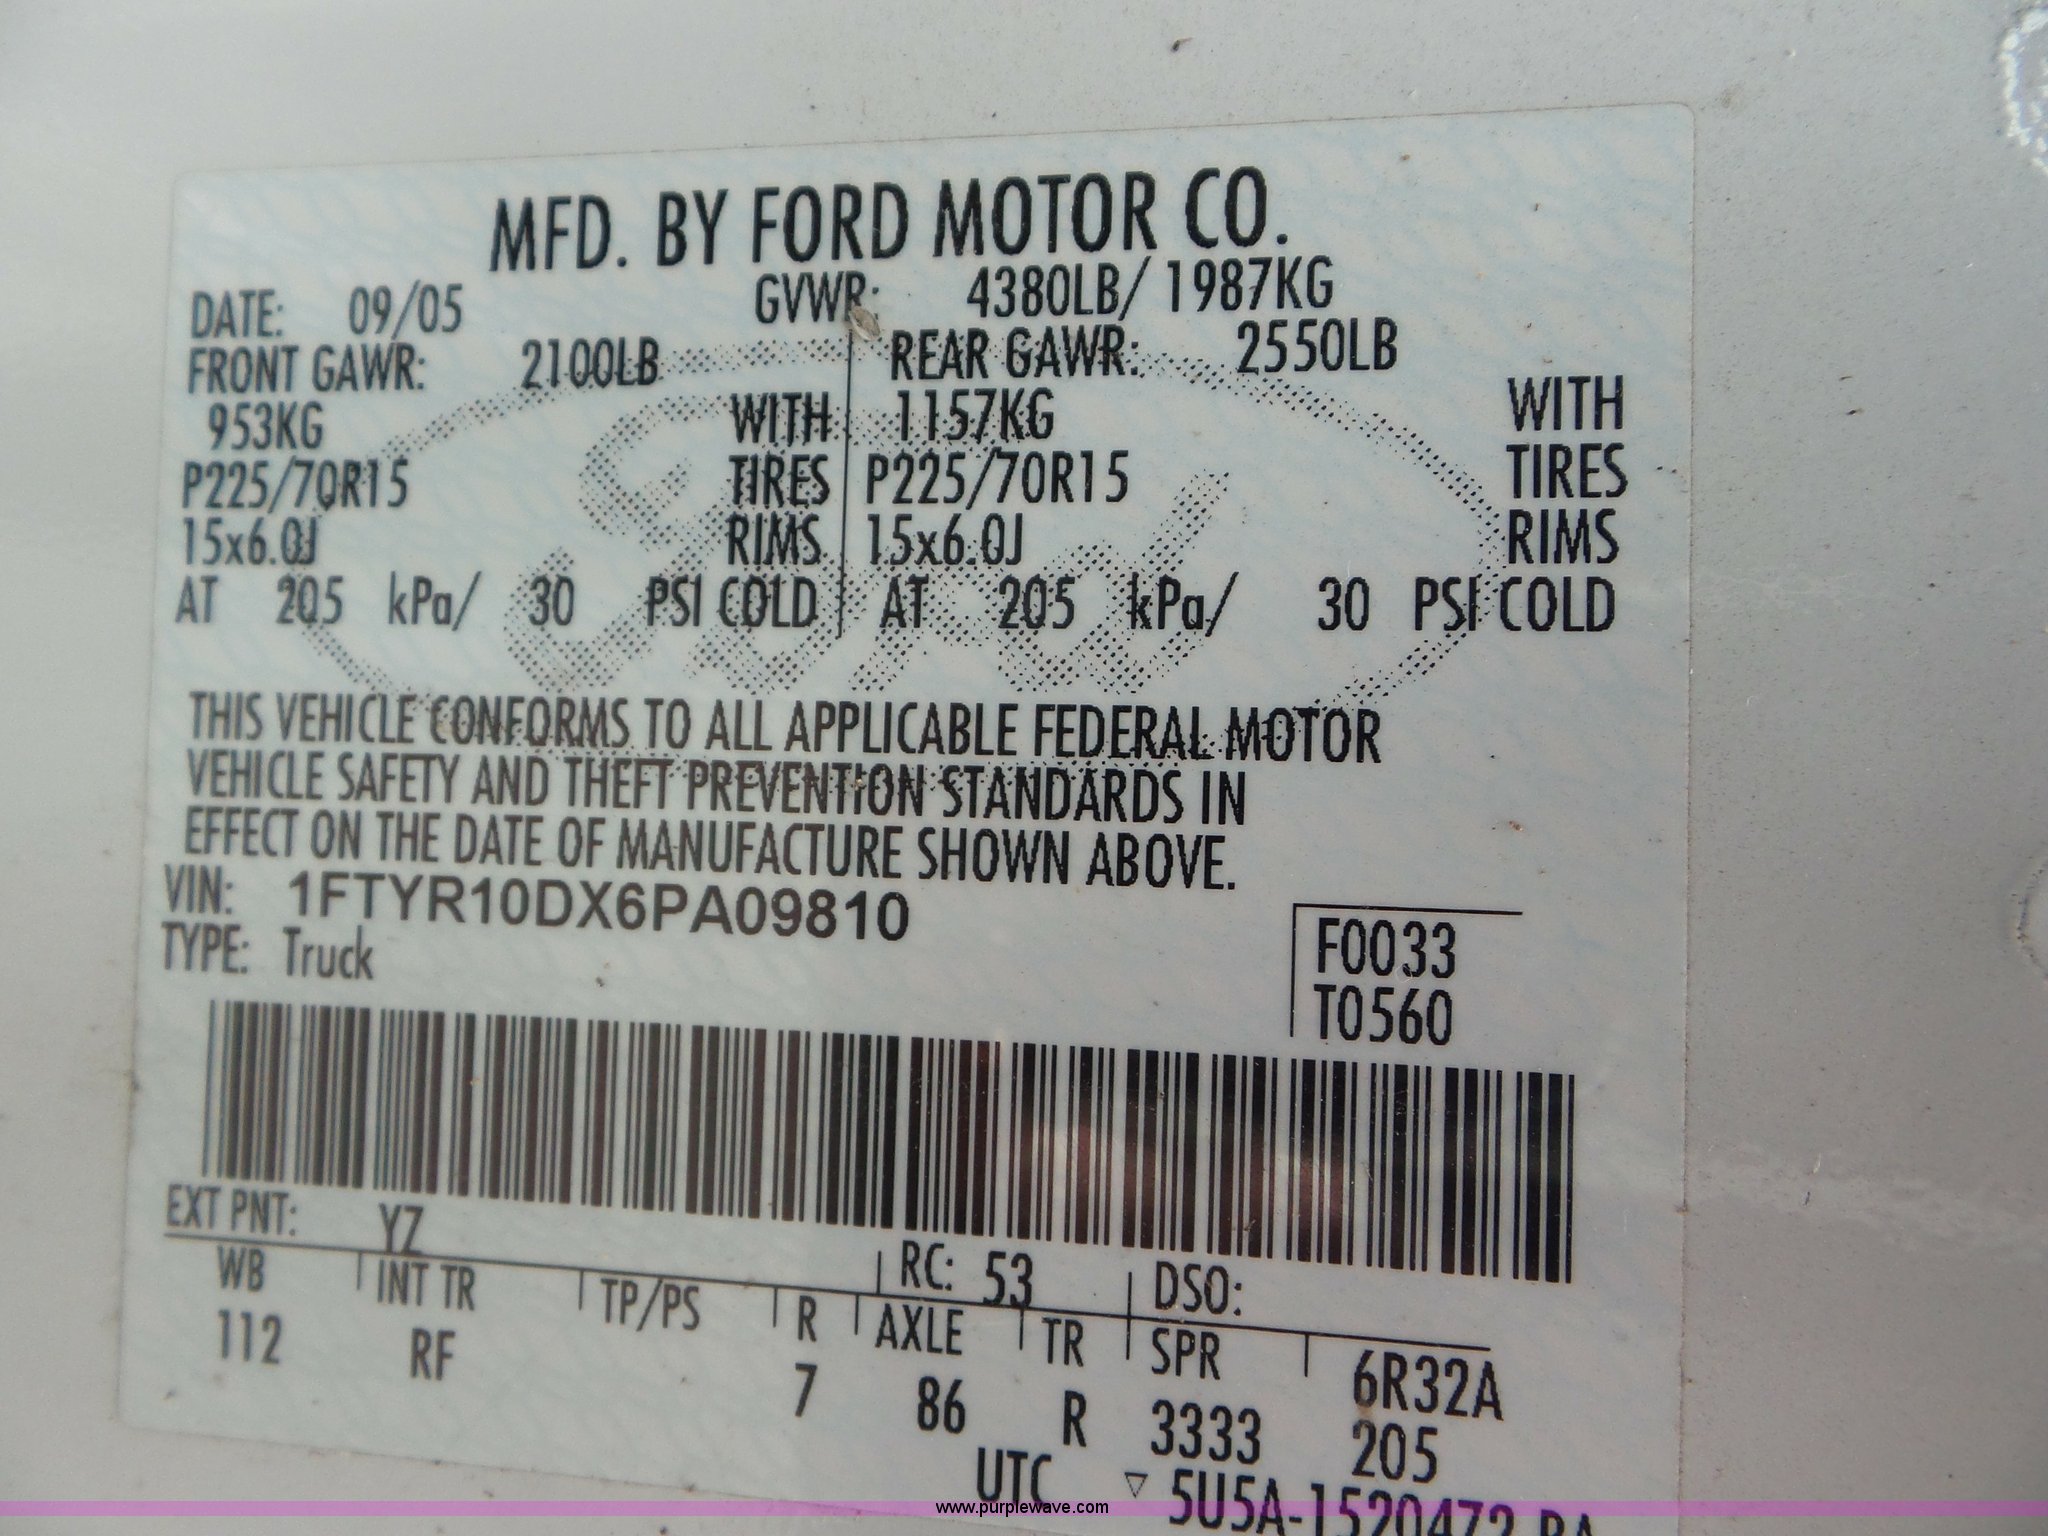 MFD. BY FORD MOTOR CO.
DATE: 09/05 GVWR: 4380LB/ 1987KG
FRONT GAWR: 2100LB REAR GAWR: 2550LB
953KG WITH 1157KG WITH
P225/70R15 TIRES P225/70R15 TIRES
15x6.0J RIMS 15x6.0J RIMS
AT 205 kPa/ 30 PSI COLD AT 205 kPa/ 30 PSI COLD
THIS VEHICLE CONFORMS TO ALL APPLICABLE FEDERAL MOTOR
VEHICLE SAFETY AND THEFT PREVENTION STANDARDS IN
EFFECT ON THE DATE OF MANUFACTURE SHOWN ABOVE.
VIN: 1FTYR10DX6PA09810
TYPE: Truck
F0033
T0560
EXT PNT: YZ RC: 53 DSO:
WB INT TR TP/PS R AXLE TR SPR
112 RF 7 86 R 3333 6R32A
205
UTC ▽ 5U5A-1520472-BA
www.purplewave.com